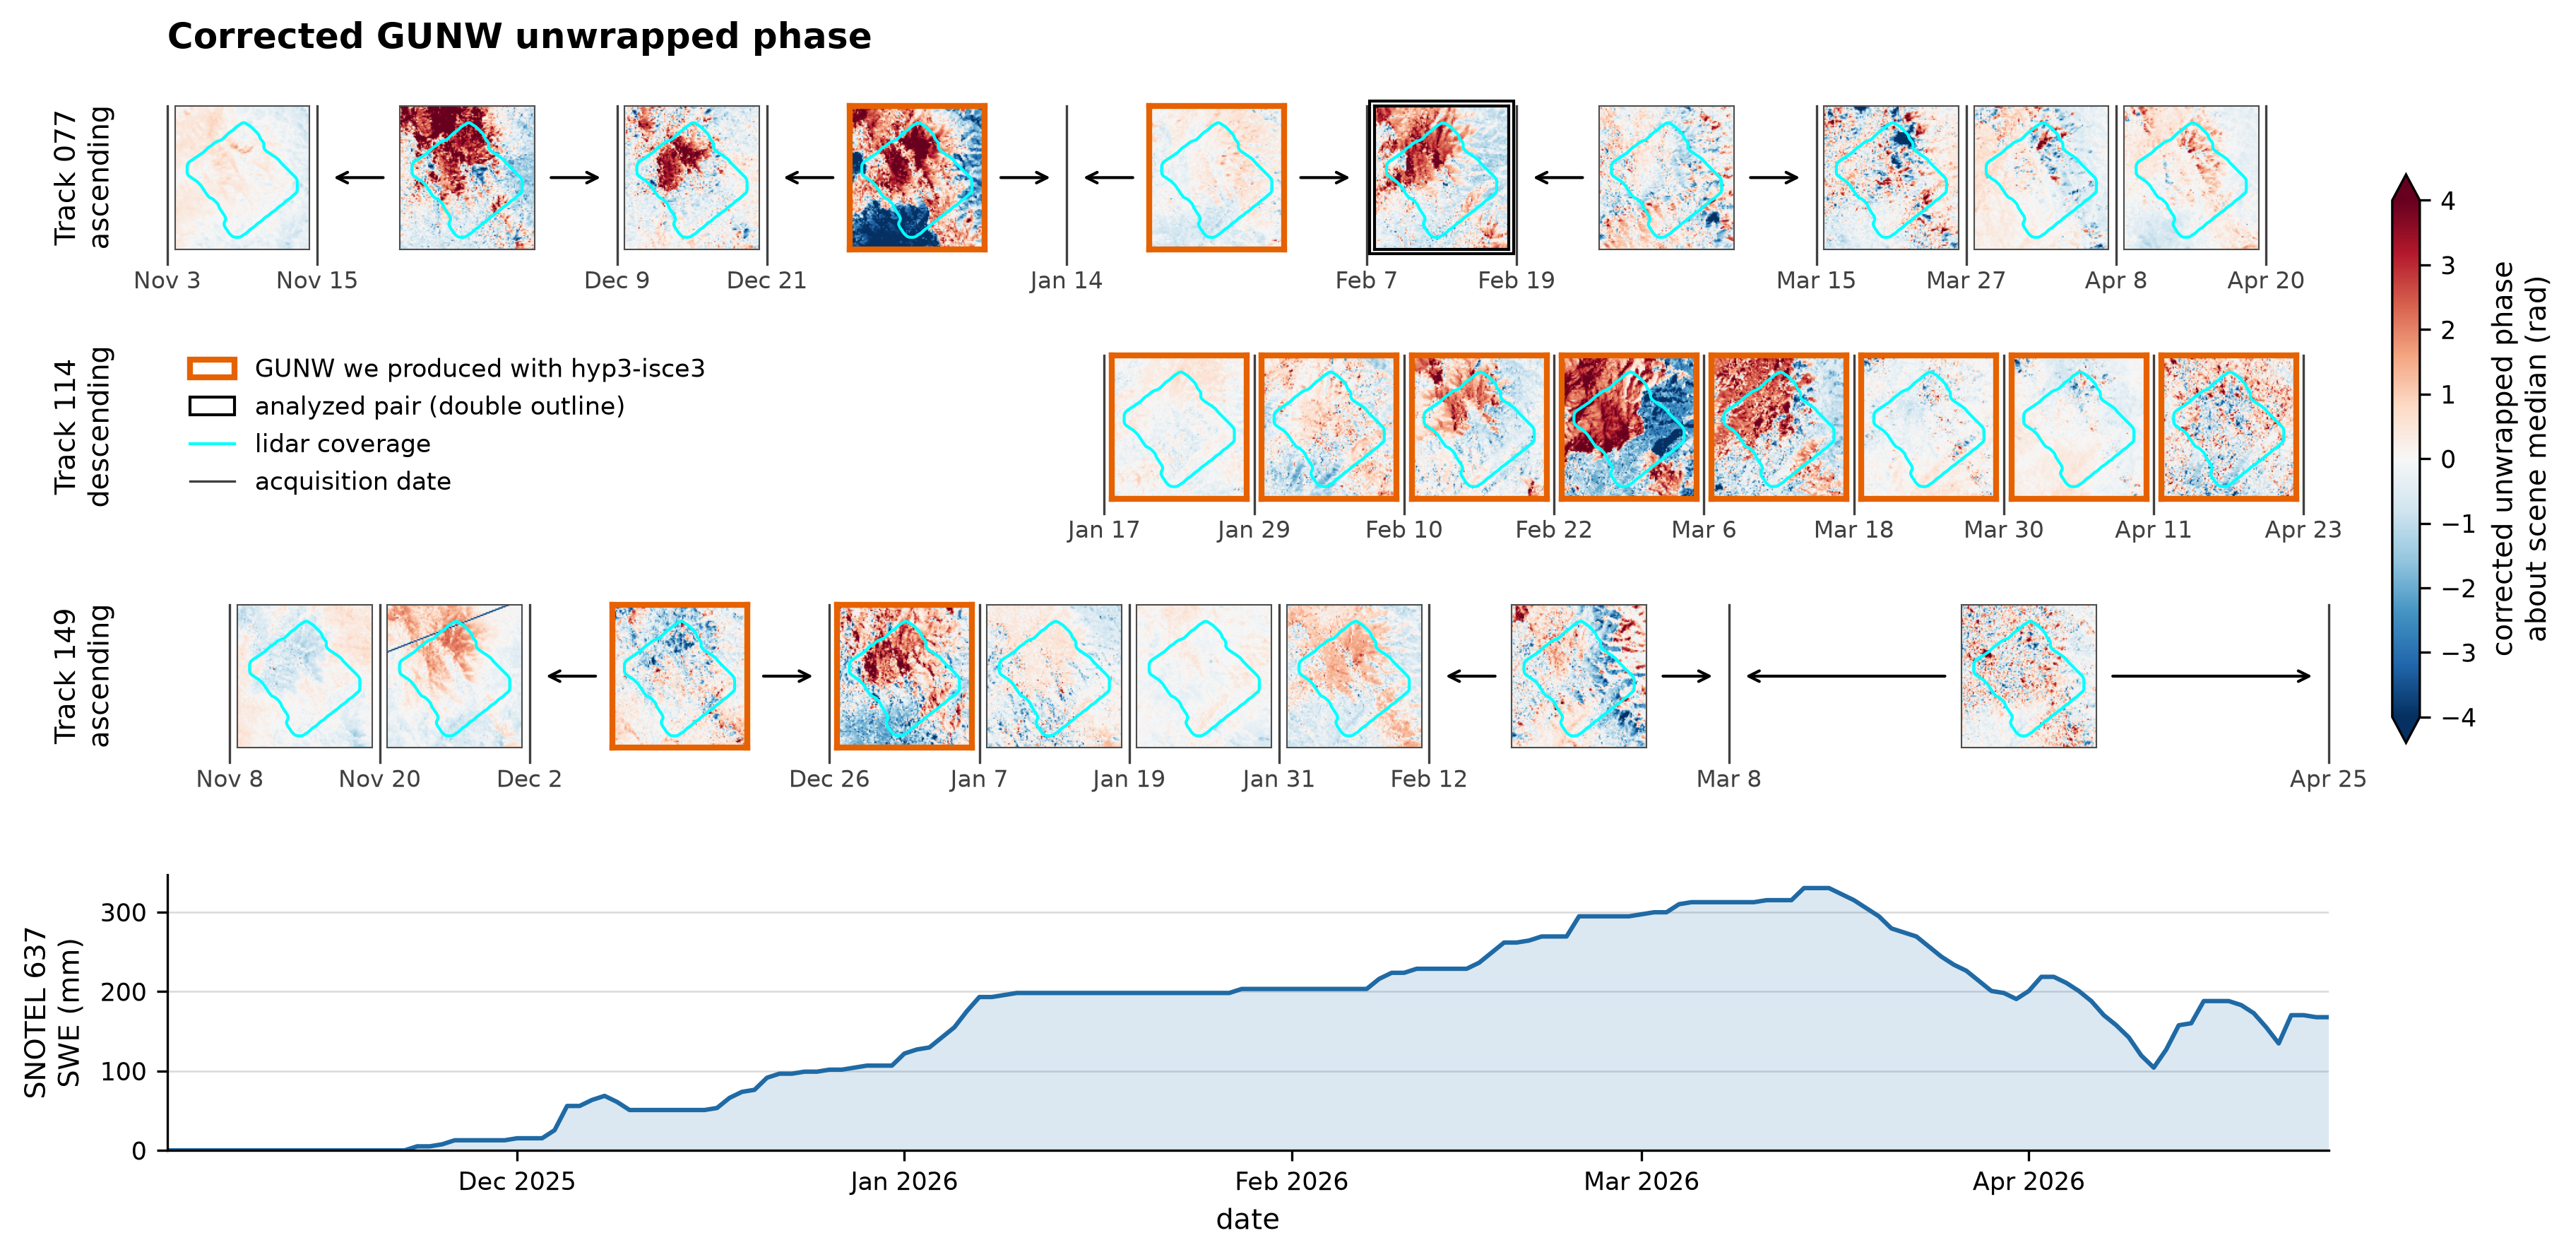 Corrected GUNW unwrapped phase
Track 077
ascending
Nov 3
Nov 15
Dec 9
Dec 21
Jan 14
Feb 7
Feb 19
Mar 15
Mar 27
Apr 8
Apr 20
Track 114
descending
GUNW we produced with hyp3-isce3
analyzed pair (double outline)
lidar coverage
acquisition date
Jan 17
Jan 29
Feb 10
Feb 22
Mar 6
Mar 18
Mar 30
Apr 11
Apr 23
Track 149
ascending
Nov 8
Nov 20
Dec 2
Dec 26
Jan 7
Jan 19
Jan 31
Feb 12
Mar 8
Apr 25
4
3
2
1
0
−1
−2
−3
−4
corrected unwrapped phase
about scene median (rad)
SNOTEL 637
SWE (mm)
300
200
100
0
Dec 2025
Jan 2026
Feb 2026
Mar 2026
Apr 2026
date